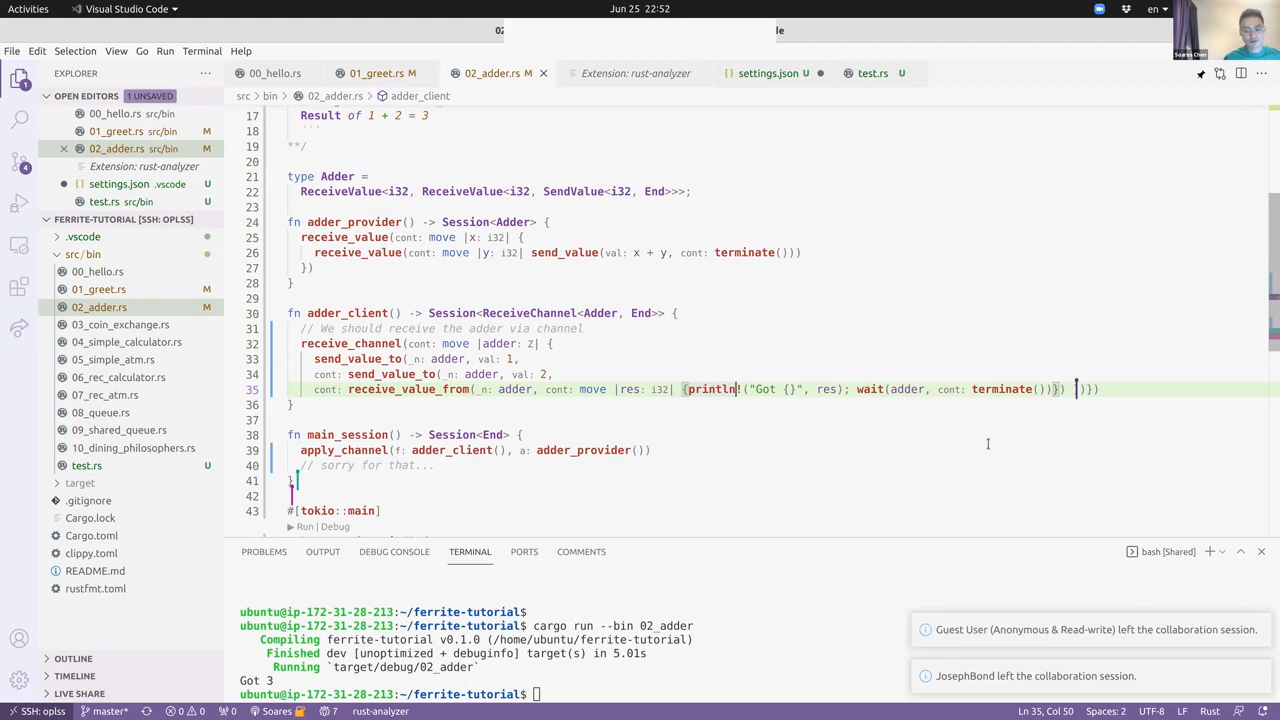 Activities
Visual Studio Code
Jun 25 22:52
en
02
de
File Edit Selection View Go Run Terminal Help
Soares Chen
EXPLORER
00_hello.rs
01_greet.rs M
02_adder.rs M
Extension: rust-analyzer
settings.json
test.rs U
src > bin > 02_adder.rs > adder_client
OPEN EDITORS 1 UNSAVED
00_hello.rs src/bin
01_greet.rs src/bin M
02_adder.rs src/bin M
Extension: rust-analyzer
settings.json .vscode U
test.rs src/bin U
FERRITE-TUTORIAL [SSH: OPLSS]
.vscode
src/bin
00_hello.rs
01_greet.rs M
02_adder.rs M
03_coin_exchange.rs
04_simple_calculator.rs
05_simple_atm.rs
06_rec_calculator.rs
07_rec_atm.rs
08_queue.rs
09_shared_queue.rs
10_dining_philosophers.rs
test.rs U
target
.gitignore
Cargo.lock
Cargo.toml
clippy.toml
README.md
rustfmt.toml
OUTLINE
TIMELINE
LIVE SHARE
1
4
17 Result of 1 + 2 = 3
18 ```
19 **/
20
21 type Adder =
22 ReceiveValue<i32, ReceiveValue<i32, SendValue<i32, End>>>;
23
24 fn adder_provider() -> Session<Adder> {
25 receive_value(cont: move |x: i32| {
26 receive_value(cont: move |y: i32| send_value(val: x + y, cont: terminate()))
27 })
28 }
29
30 fn adder_client() -> Session<ReceiveChannel<Adder, End>> {
31 // We should receive the adder via channel
32 receive_channel(cont: move |adder: Z| {
33 send_value_to(_n: adder, val: 1,
34 cont: send_value_to(_n: adder, val: 2,
35 cont: receive_value_from(_n: adder, cont: move |res: i32| {println!("Got {}", res); wait(adder, cont: terminate())}) )})
36 }
37
38 fn main_session() -> Session<End> {
39 apply_channel(f: adder_client(), a: adder_provider())
40 // sorry for that...
41 }
42
43 #[tokio::main]
Run | Debug
PROBLEMS OUTPUT DEBUG CONSOLE TERMINAL PORTS COMMENTS
bash [Shared]
ubuntu@ip-172-31-28-213:~/ferrite-tutorial$
ubuntu@ip-172-31-28-213:~/ferrite-tutorial$ cargo run --bin 02_adder
Compiling ferrite-tutorial v0.1.0 (/home/ubuntu/ferrite-tutorial)
Finished dev [unoptimized + debuginfo] target(s) in 5.01s
Running `target/debug/02_adder`
Got 3
ubuntu@ip-172-31-28-213:~/ferrite-tutorial$
Guest User (Anonymous & Read-write) left the collaboration session.
JosephBond left the collaboration session.
SSH: oplss master* 0 0 0 Soares 7 rust-analyzer Ln 35, Col 50 Spaces: 2 UTF-8 LF Rust